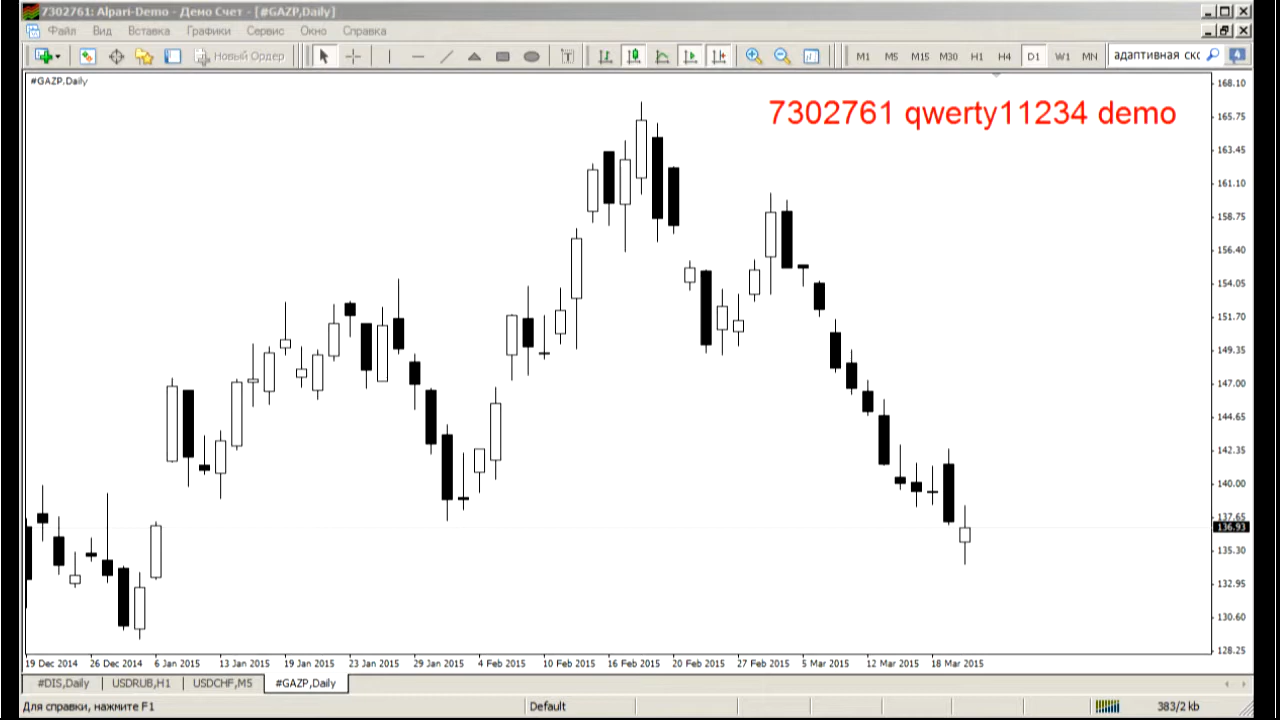 7302761: Alpari-Demo - Демо Счет - [#GAZP,Daily]
Файл Вид Вставка Графики Сервис Окно Справка
Новый Ордер M1 M5 M15 M30 H1 H4 D1 W1 MN адаптивная скс
#GAZP,Daily
7302761 qwerty11234 demo
168.10
165.75
163.45
161.10
158.75
156.40
154.05
151.70
149.35
147.00
144.65
142.35
140.00
137.65
136.93
135.30
132.95
130.60
128.25
19 Dec 2014 26 Dec 2014 6 Jan 2015 13 Jan 2015 19 Jan 2015 23 Jan 2015 29 Jan 2015 4 Feb 2015 10 Feb 2015 16 Feb 2015 20 Feb 2015 27 Feb 2015 5 Mar 2015 12 Mar 2015 18 Mar 2015
#DIS,Daily USDRUB,H1 USDCHF,M5 #GAZP,Daily
Для справки, нажмите F1 Default 383/2 kb